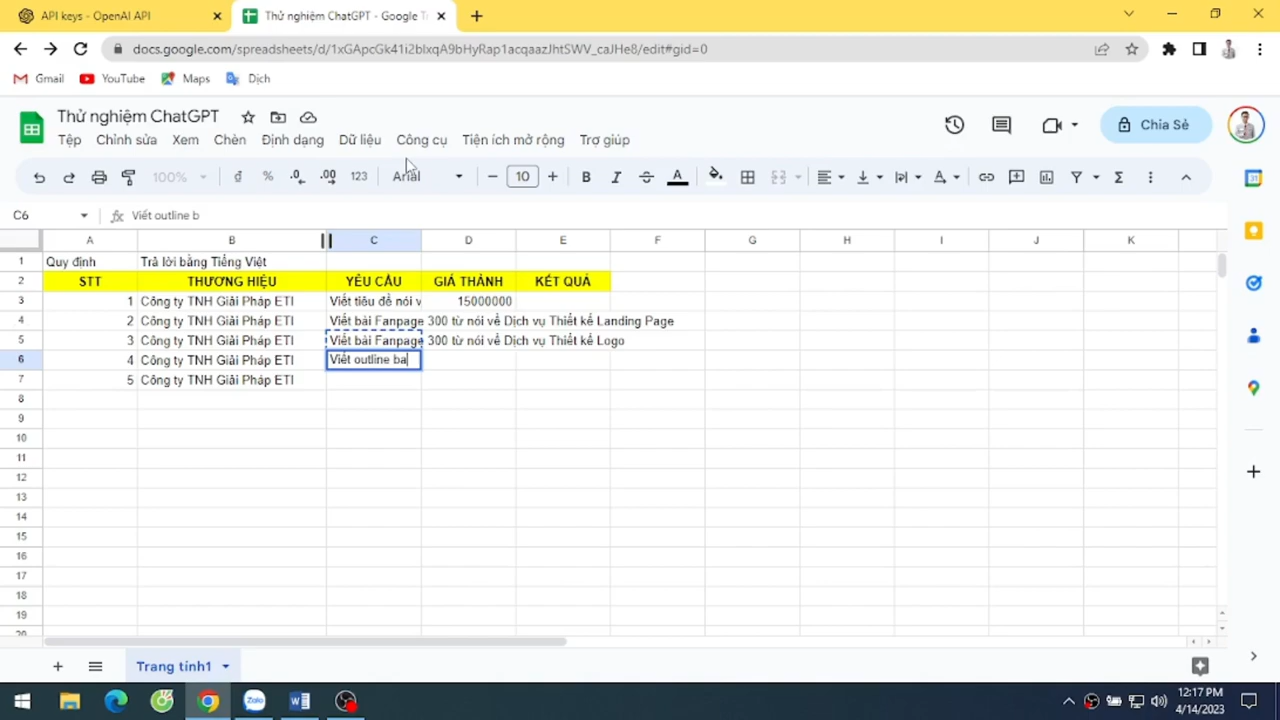 API keys - OpenAI API
Thử nghiệm ChatGPT - Google Tr
docs.google.com/spreadsheets/d/1xGApcGk41i2blxqA9bHyRap1acqaazJhtSWV_caJHe8/edit#gid=0
Gmail YouTube Maps Dịch
Thử nghiệm ChatGPT
Chia Sẻ
Tệp Chỉnh sửa Xem Chèn Định dạng Dữ liệu Công cụ Tiện ích mở rộng Trợ giúp
100% đ % .0 .00 123 Arial 10 B I A
C6 fx Viết outline b
A B C D E F G H I J K
1 Quy định Trả lời bằng Tiếng Việt
2 STT THƯƠNG HIỆU YÊU CẦU GIÁ THÀNH KẾT QUẢ
3 1 Công ty TNH Giải Pháp ETI Viết tiêu đề nói v 15000000
4 2 Công ty TNH Giải Pháp ETI Viết bài Fanpage 300 từ nói về Dịch vụ Thiết kế Landing Page
5 3 Công ty TNH Giải Pháp ETI Viết bài Fanpage 300 từ nói về Dịch vụ Thiết kế Logo
6 4 Công ty TNH Giải Pháp ETI Viết outline ba
7 5 Công ty TNH Giải Pháp ETI
8
9
10
11
12
13
14
15
16
17
18
19
20
Trang tính1
Zalo
12:17 PM
4/14/2023